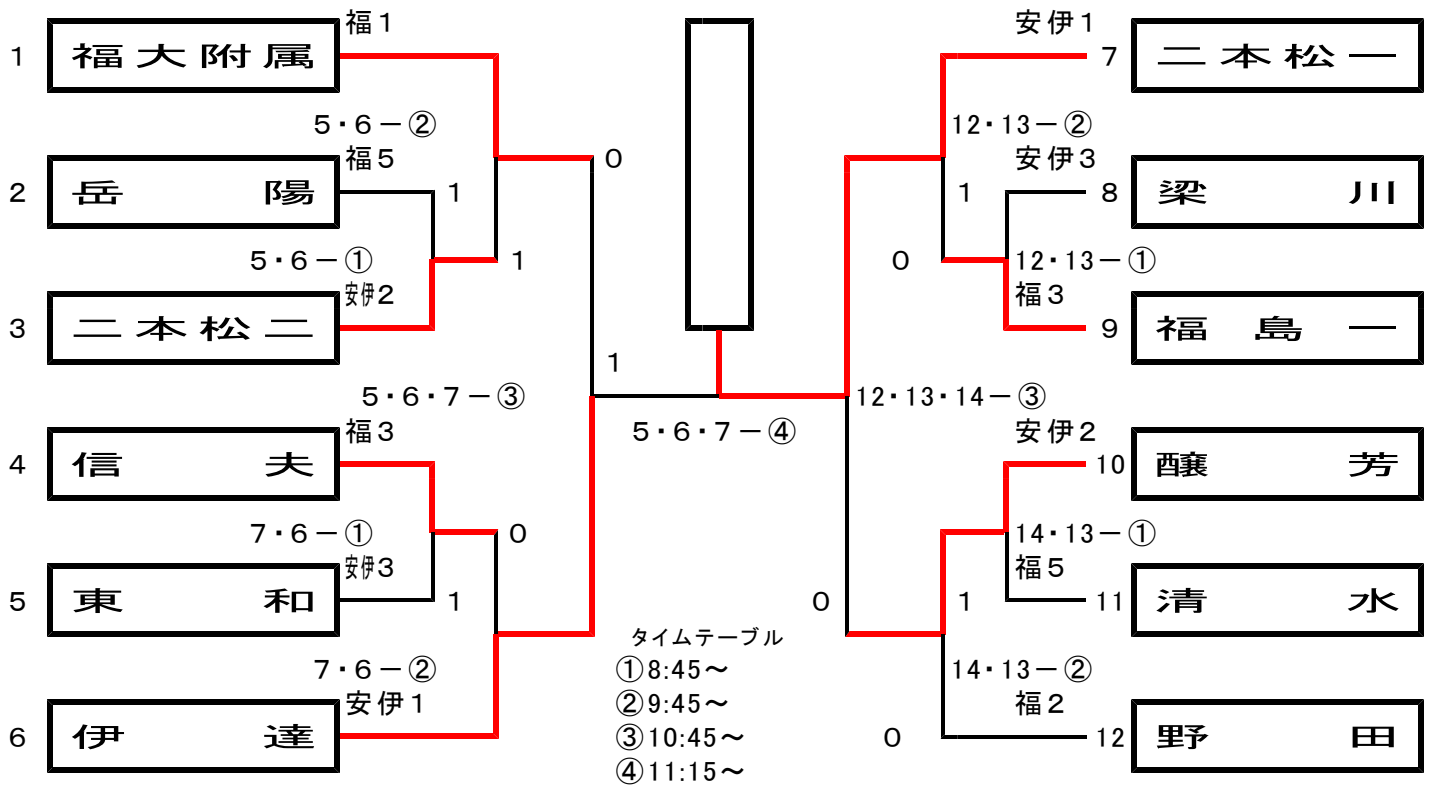 福1
1 福大附属
5・6－②
福5
2 岳陽
1
5・6－①
安伊2
1
3 二本松二
0
1
5・6・7－③
福3
4 信夫
7・6－①
安伊3
0
5 東和
1
7・6－②
安伊1
6 伊達
5・6・7－④
タイムテーブル
①8:45～
②9:45～
③10:45～
④11:15～
安伊1
7 二本松一
12・13－②
安伊3
1
8 梁川
0
12・13－①
福3
9 福島一
12・13・14－③
安伊2
10 醸芳
14・13－①
福5
0
1
11 清水
14・13－②
福2
0
12 野田